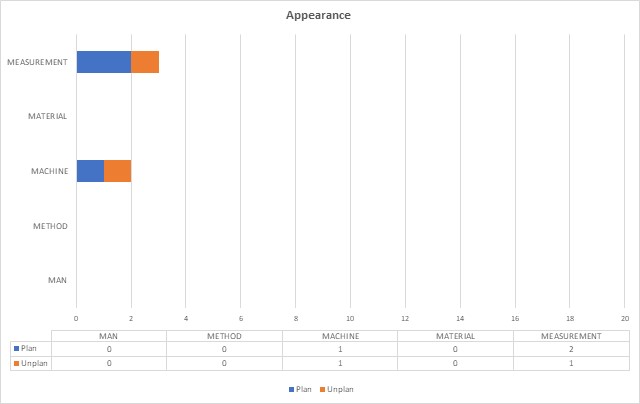 Appearance
MEASUREMENT
MATERIAL
MACHINE
METHOD
MAN
0 2 4 6 8 10 12 14 16 18 20
MAN METHOD MACHINE MATERIAL MEASUREMENT
Plan 0 0 1 0 2
Unplan 0 0 1 0 1
Plan Unplan